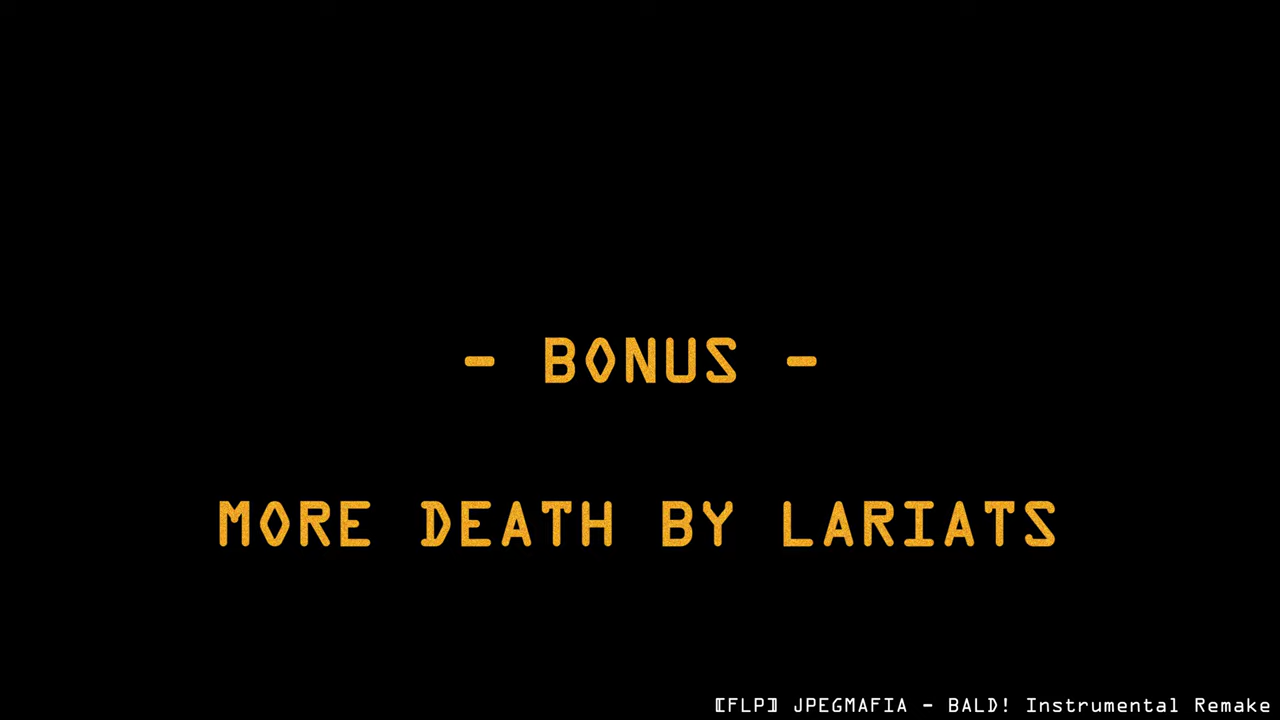 - BONUS -
MORE DEATH BY LARIATS
[FLP] JPEGMAFIA - BALD! Instrumental Remake